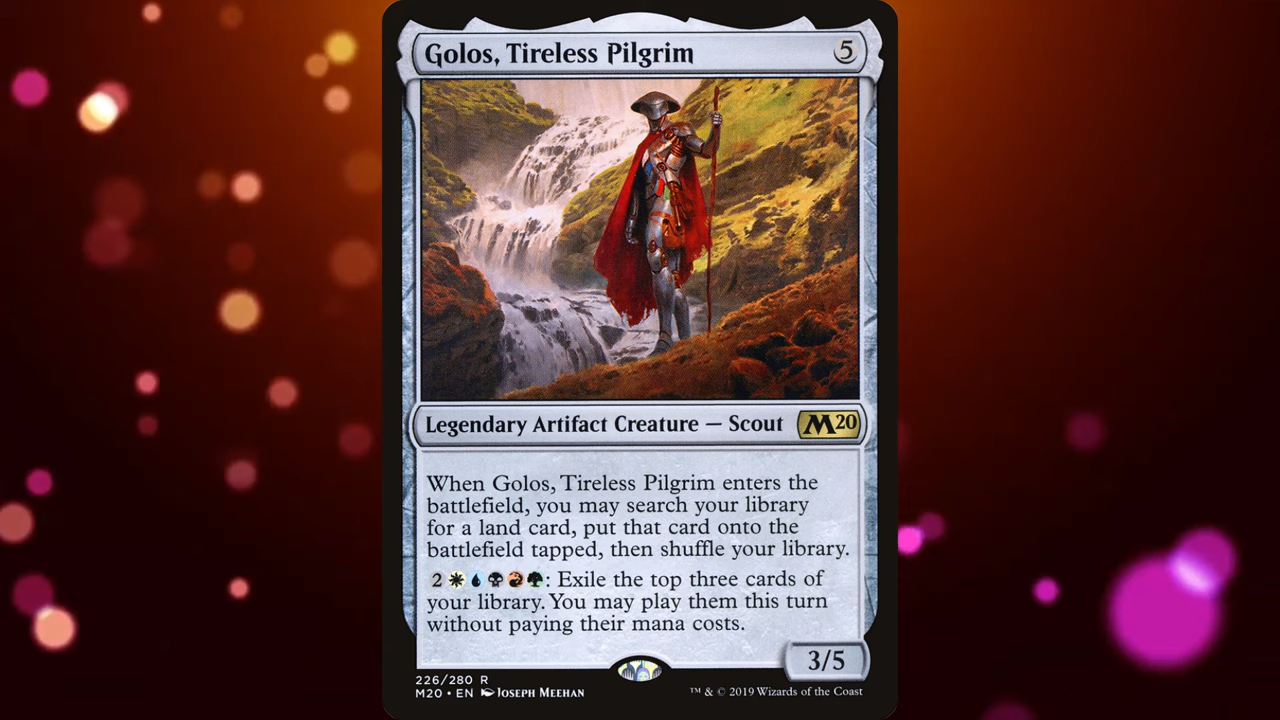 Golos, Tireless Pilgrim 5
Legendary Artifact Creature — Scout M20
When Golos, Tireless Pilgrim enters the
battlefield, you may search your library
for a land card, put that card onto the
battlefield tapped, then shuffle your library.
2: Exile the top three cards of
your library. You may play them this turn
without paying their mana costs.
3/5
226/280 R
M20 • EN Joseph Meehan
™ & © 2019 Wizards of the Coast